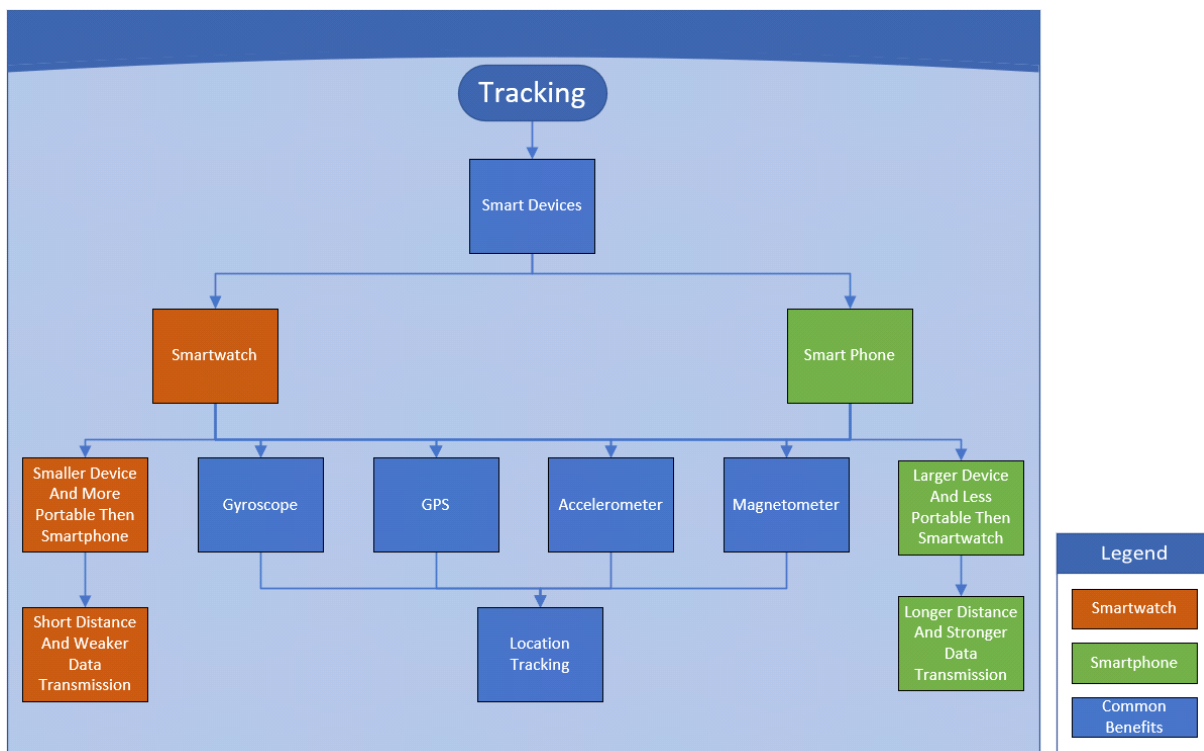 Tracking
Smart Devices
Smartwatch
Smart Phone
Smaller Device
And More
Portable Then
Smartphone
Gyroscope
GPS
Accelerometer
Magnetometer
Larger Device
And Less
Portable Then
Smartwatch
Short Distance
And Weaker
Data
Transmission
Location
Tracking
Longer Distance
And Stronger
Data
Transmission
Legend
Smartwatch
Smartphone
Common
Benefits